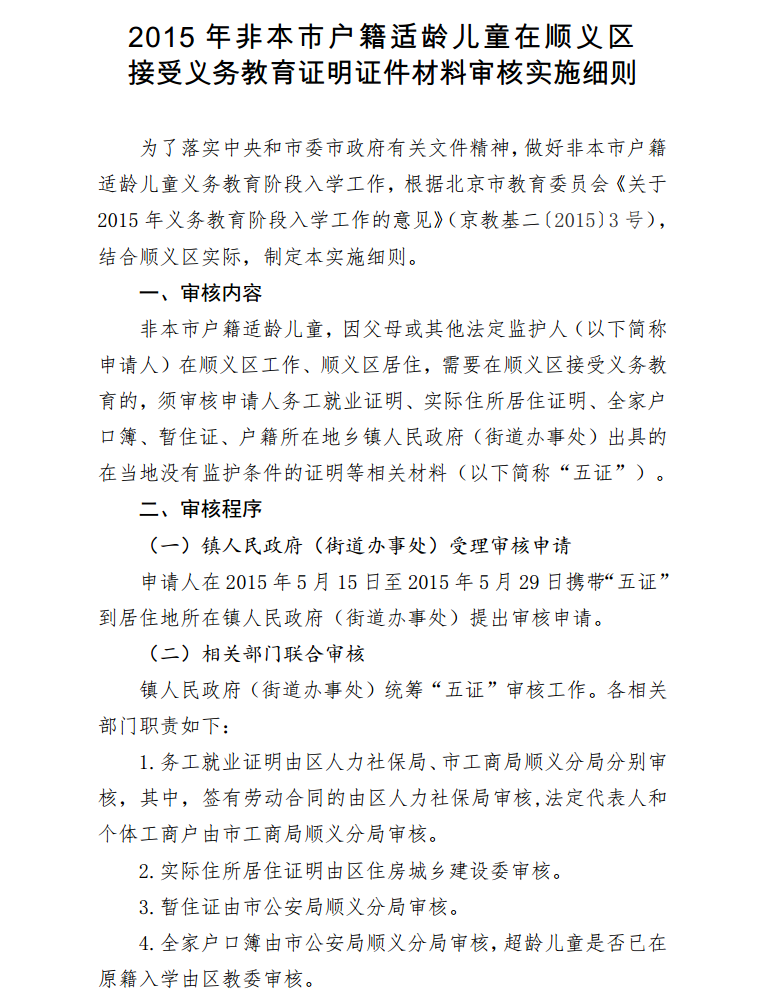 2015 年非本市户籍适龄儿童在顺义区
接受义务教育证明证件材料审核实施细则
为了落实中央和市委市政府有关文件精神，做好非本市户籍
适龄儿童义务教育阶段入学工作，根据北京市教育委员会《关于
2015 年义务教育阶段入学工作的意见》（京教基二〔2015〕3 号），
结合顺义区实际，制定本实施细则。
一、审核内容
非本市户籍适龄儿童，因父母或其他法定监护人（以下简称
申请人）在顺义区工作、顺义区居住，需要在顺义区接受义务教
育的，须审核申请人务工就业证明、实际住所居住证明、全家户
口簿、暂住证、户籍所在地乡镇人民政府（街道办事处）出具的
在当地没有监护条件的证明等相关材料（以下简称“五证”）。
二、审核程序
（一）镇人民政府（街道办事处）受理审核申请
申请人在 2015 年 5 月 15 日至 2015 年 5 月 29 日携带“五证”
到居住地所在镇人民政府（街道办事处）提出审核申请。
（二）相关部门联合审核
镇人民政府（街道办事处）统筹“五证”审核工作。各相关
部门职责如下：
1.务工就业证明由区人力社保局、市工商局顺义分局分别审
核，其中，签有劳动合同的由区人力社保局审核,法定代表人和
个体工商户由市工商局顺义分局审核。
2.实际住所居住证明由区住房城乡建设委审核。
3.暂住证由市公安局顺义分局审核。
4.全家户口簿由市公安局顺义分局审核，超龄儿童是否已在
原籍入学由区教委审核。